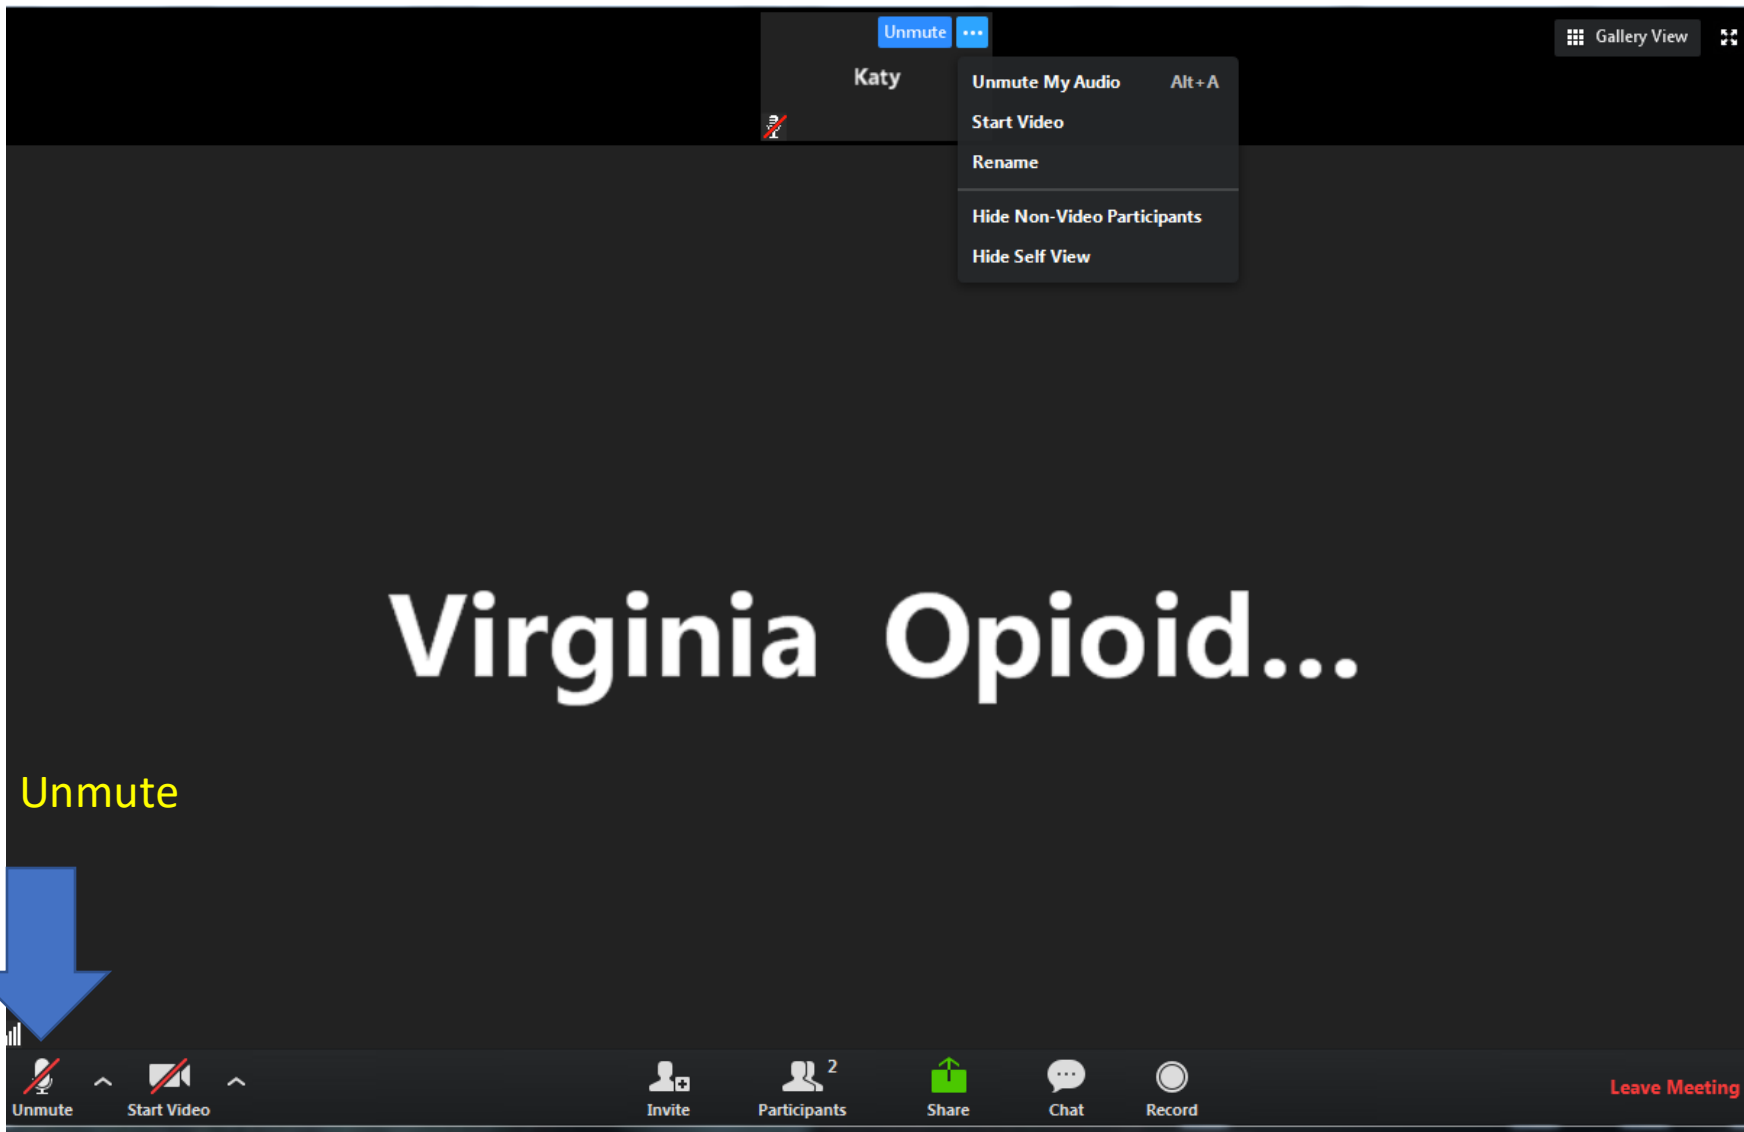 Unmute ...
Gallery View
Katy
Unmute My Audio Alt+A
Start Video
Rename
Hide Non-Video Participants
Hide Self View
Virginia Opioid...
Unmute
2
Unmute
Start Video
Invite
Participants
Share
Chat
Record
Leave Meeting